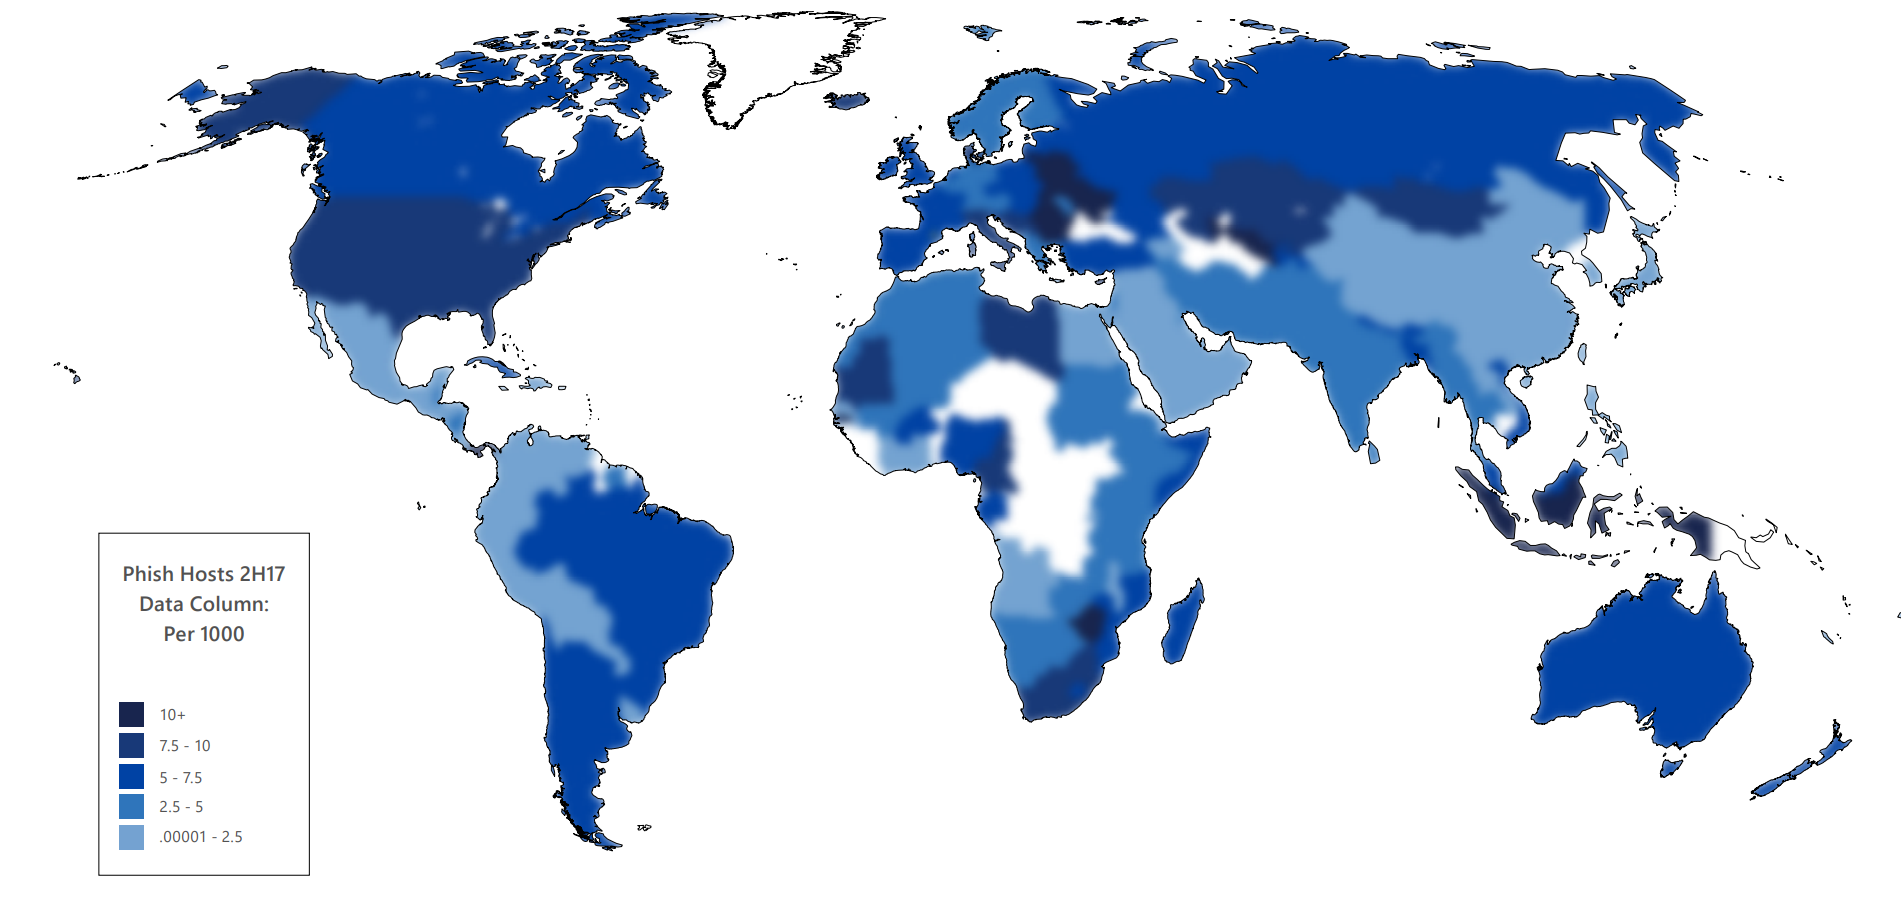 Phish Hosts 2H17
Data Column:
Per 1000
10+
7.5 - 10
5 - 7.5
2.5 - 5
.00001 - 2.5